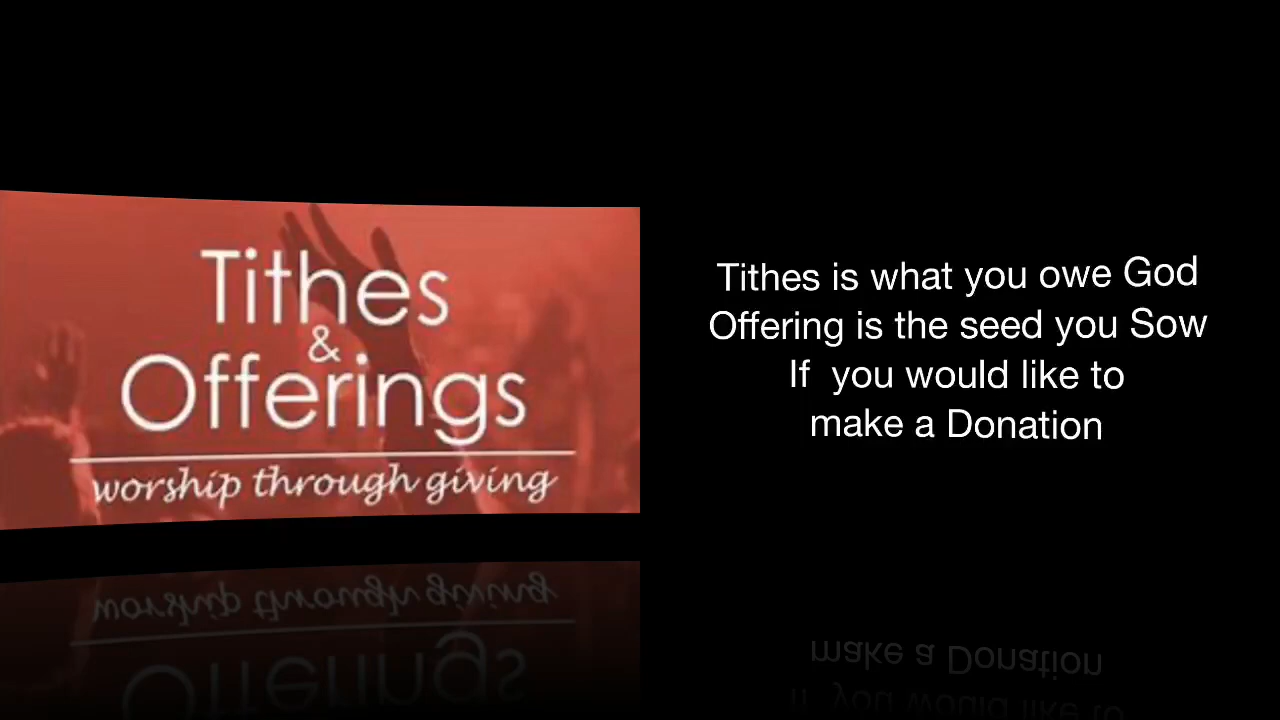 Tithes
&
Offerings
worship through giving
Tithes is what you owe God
Offering is the seed you Sow
If  you would like to
make a Donation